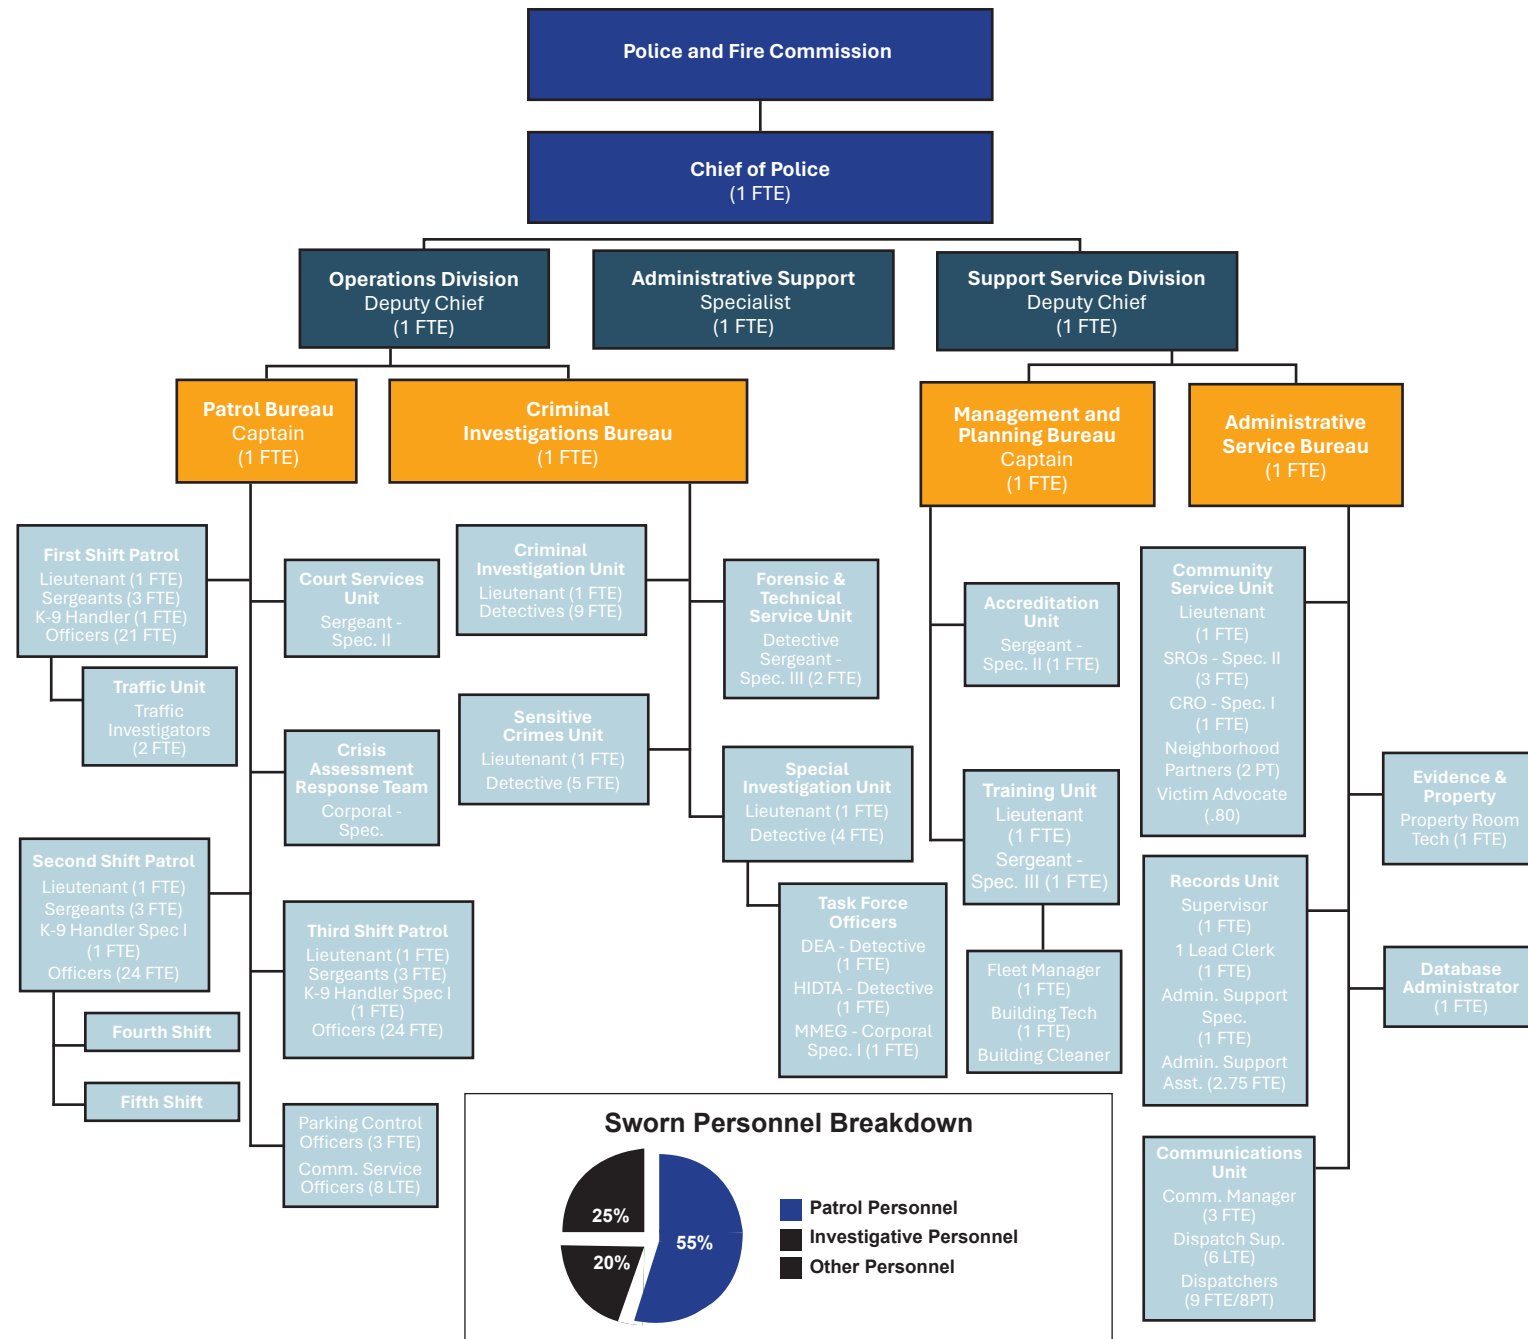 Police and Fire Commission
Chief of Police
(1 FTE)
Operations Division
Deputy Chief
(1 FTE)
Administrative Support
Specialist
(1 FTE)
Support Service Division
Deputy Chief
(1 FTE)
Patrol Bureau
Captain
(1 FTE)
Criminal
Investigations Bureau
(1 FTE)
Management and
Planning Bureau
Captain
(1 FTE)
Administrative
Service Bureau
(1 FTE)
First Shift Patrol
Lieutenant (1 FTE)
Sergeants (3 FTE)
K-9 Handler (1 FTE)
Officers (21 FTE)
Traffic Unit
Traffic
Investigators
(2 FTE)
Second Shift Patrol
Lieutenant (1 FTE)
Sergeants (3 FTE)
K-9 Handler Spec I
(1 FTE)
Officers (24 FTE)
Fourth Shift
Fifth Shift
Court Services
Unit
Sergeant -
Spec. II
Crisis
Assessment
Response Team
Corporal -
Spec.
Third Shift Patrol
Lieutenant (1 FTE)
Sergeants (3 FTE)
K-9 Handler Spec I
(1 FTE)
Officers (24 FTE)
Parking Control
Officers (3 FTE)
Comm. Service
Officers (8 LTE)
Criminal
Investigation Unit
Lieutenant (1 FTE)
Detectives (9 FTE)
Sensitive
Crimes Unit
Lieutenant (1 FTE)
Detective (5 FTE)
Forensic &
Technical
Service Unit
Detective
Sergeant -
Spec. III (2 FTE)
Special
Investigation Unit
Lieutenant (1 FTE)
Detective (4 FTE)
Task Force
Officers
DEA - Detective
(1 FTE)
HIDTA - Detective
(1 FTE)
MMEG - Corporal
Spec. I (1 FTE)
Accreditation
Unit
Sergeant -
Spec. II (1 FTE)
Training Unit
Lieutenant
(1 FTE)
Sergeant -
Spec. III (1 FTE)
Fleet Manager
(1 FTE)
Building Tech
(1 FTE)
Building Cleaner
Community
Service Unit
Lieutenant
(1 FTE)
SROs - Spec. II
(3 FTE)
CRO - Spec. I
(1 FTE)
Neighborhood
Partners (2 PT)
Victim Advocate
(.80)
Records Unit
Supervisor
(1 FTE)
1 Lead Clerk
(1 FTE)
Admin. Support
Spec.
(1 FTE)
Admin. Support
Asst. (2.75 FTE)
Communications
Unit
Comm. Manager
(3 FTE)
Dispatch Sup.
(6 LTE)
Dispatchers
(9 FTE/8PT)
Evidence &
Property
Property Room
Tech (1 FTE)
Database
Administrator
(1 FTE)
Sworn Personnel Breakdown
25%
20%
55%
Patrol Personnel
Investigative Personnel
Other Personnel